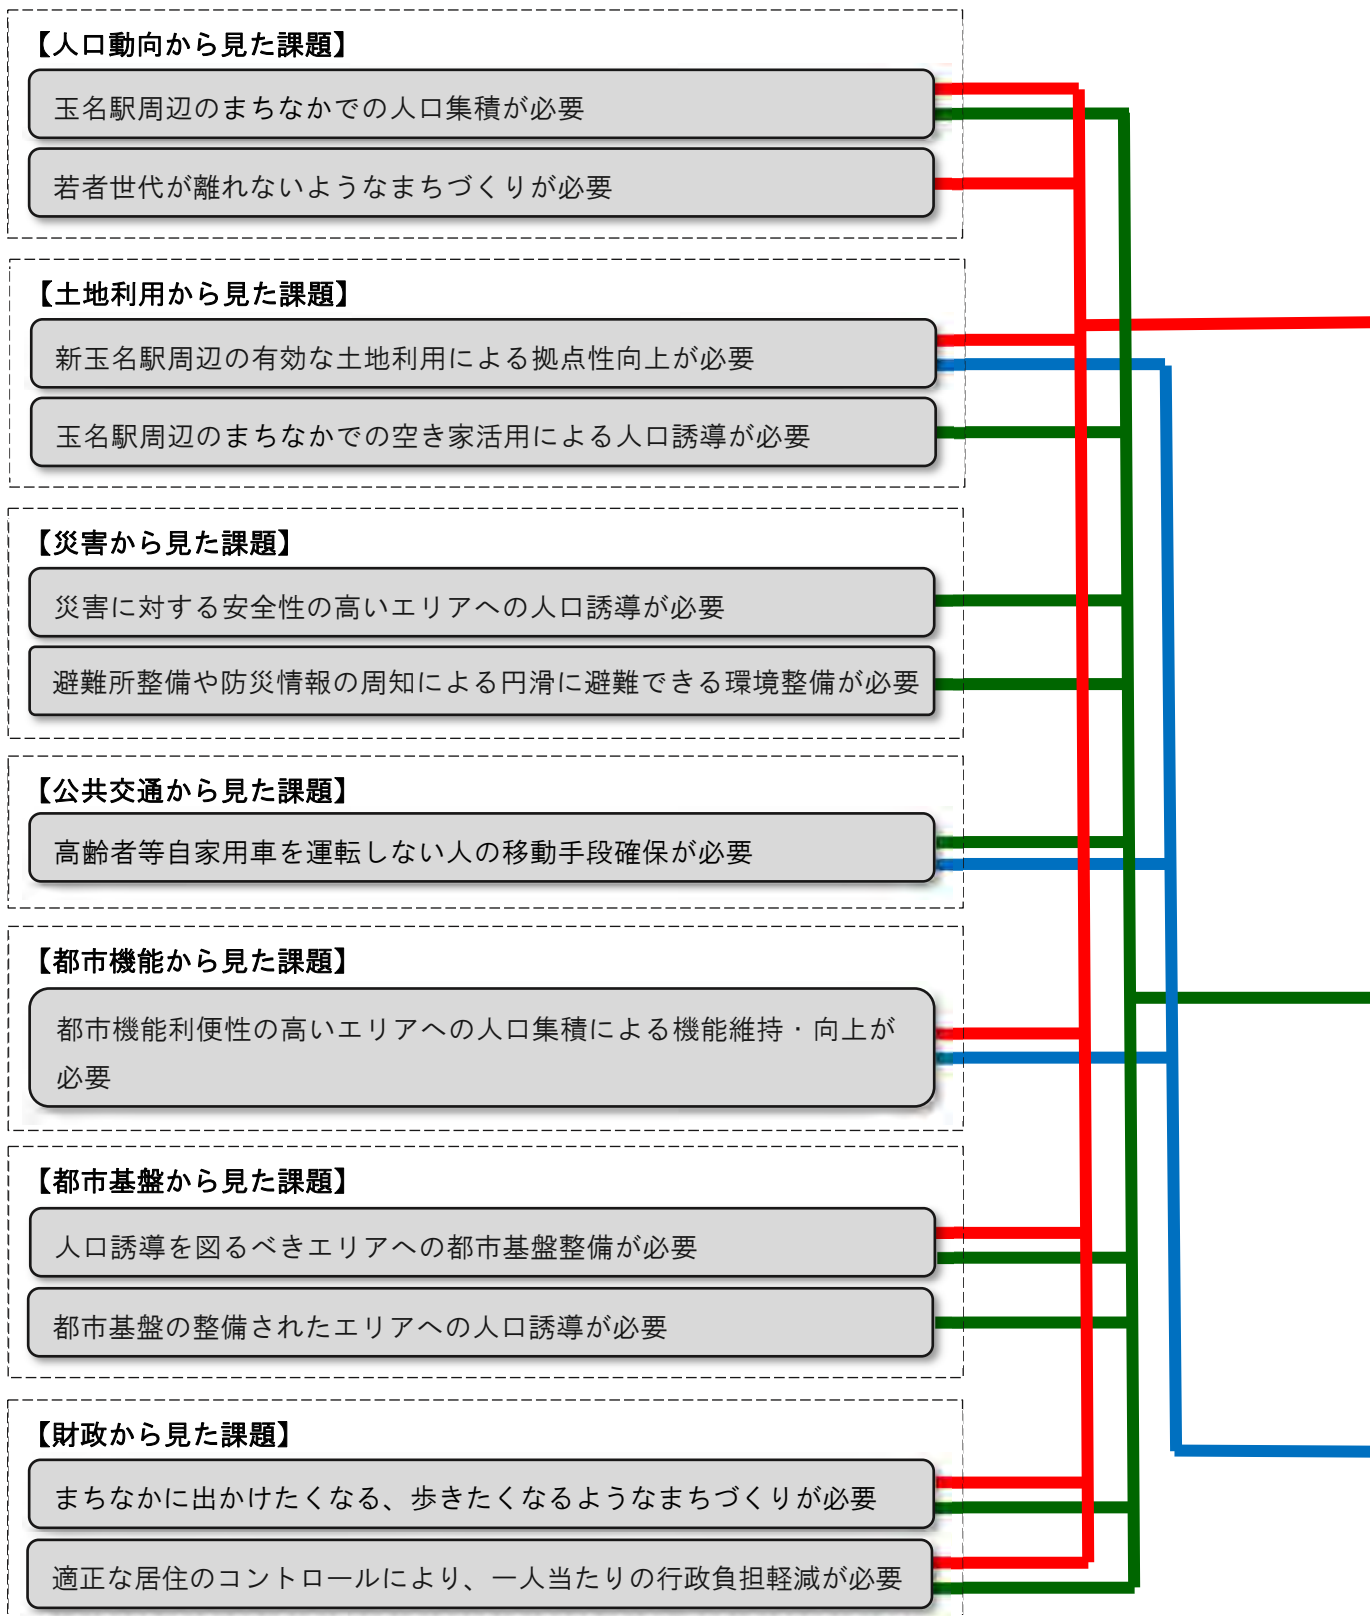 【人口動向から見た課題】
玉名駅周辺のまちなかでの人口集積が必要
若者世代が離れないようなまちづくりが必要
【土地利用から見た課題】
新玉名駅周辺の有効な土地利用による拠点性向上が必要
玉名駅周辺のまちなかでの空き家活用による人口誘導が必要
【災害から見た課題】
災害に対する安全性の高いエリアへの人口誘導が必要
避難所整備や防災情報の周知による円滑に避難できる環境整備が必要
【公共交通から見た課題】
高齢者等自家用車を運転しない人の移動手段確保が必要
【都市機能から見た課題】
都市機能利便性の高いエリアへの人口集積による機能維持・向上が
必要
【都市基盤から見た課題】
人口誘導を図るべきエリアへの都市基盤整備が必要
都市基盤の整備されたエリアへの人口誘導が必要
【財政から見た課題】
まちなかに出かけたくなる、歩きたくなるようなまちづくりが必要
適正な居住のコントロールにより、一人当たりの行政負担軽減が必要